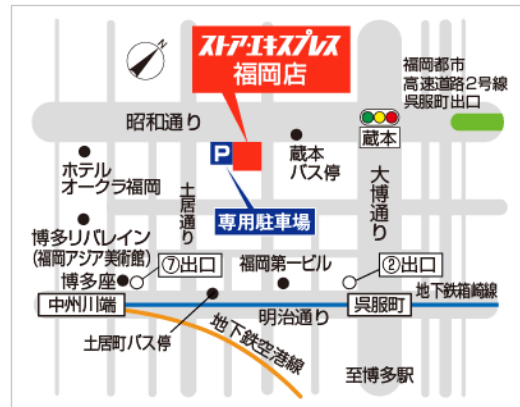 N
ストア・エキスプレス
福岡店
福岡都市
高速道路2号線
呉服町出口
昭和通り
蔵本
P
蔵本
バス停
ホテル
オークラ福岡
土居通り
大博通り
専用駐車場
博多リバレイン
(福岡アジア美術館)
⑦出口
福岡第一ビル
②出口
博多座
地下鉄箱崎線
中州川端
呉服町
明治通り
土居町バス停
地下鉄空港線
至博多駅